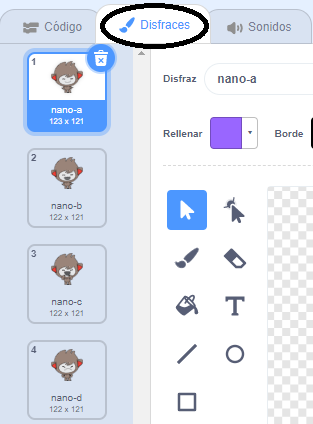 Código
Disfraces
Sonidos
1
nano-a
123 x 121
2
nano-b
122 x 121
3
nano-c
122 x 121
4
nano-d
122 x 121
Disfraz
nano-a
Rellenar
Borde
T